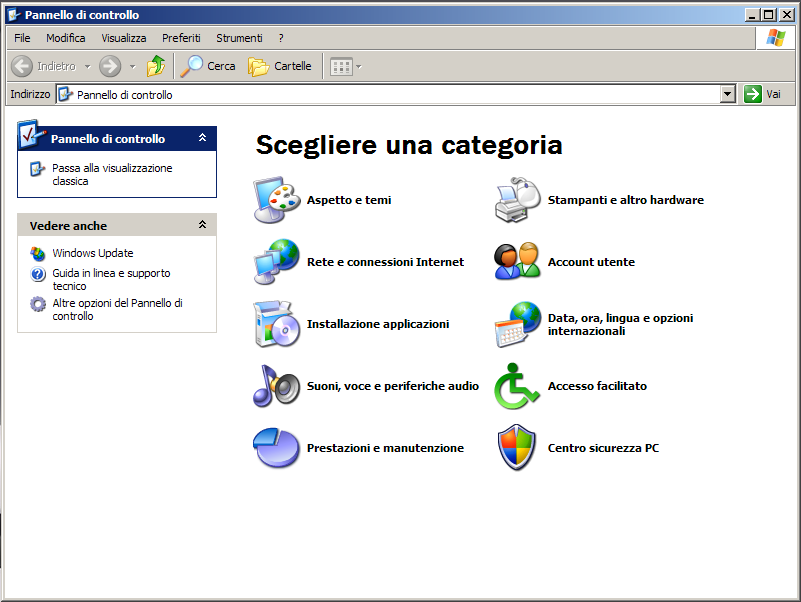 Pannello di controllo
File Modifica Visualizza Preferiti Strumenti ?
Indietro Cerca Cartelle
Indirizzo Pannello di controllo Vai
Pannello di controllo
Passa alla visualizzazione
classica
Vedere anche
Windows Update
Guida in linea e supporto
tecnico
Altre opzioni del Pannello di
controllo
Scegliere una categoria
Aspetto e temi
Stampanti e altro hardware
Rete e connessioni Internet
Account utente
Installazione applicazioni
Data, ora, lingua e opzioni
internazionali
Suoni, voce e periferiche audio
Accesso facilitato
Prestazioni e manutenzione
Centro sicurezza PC